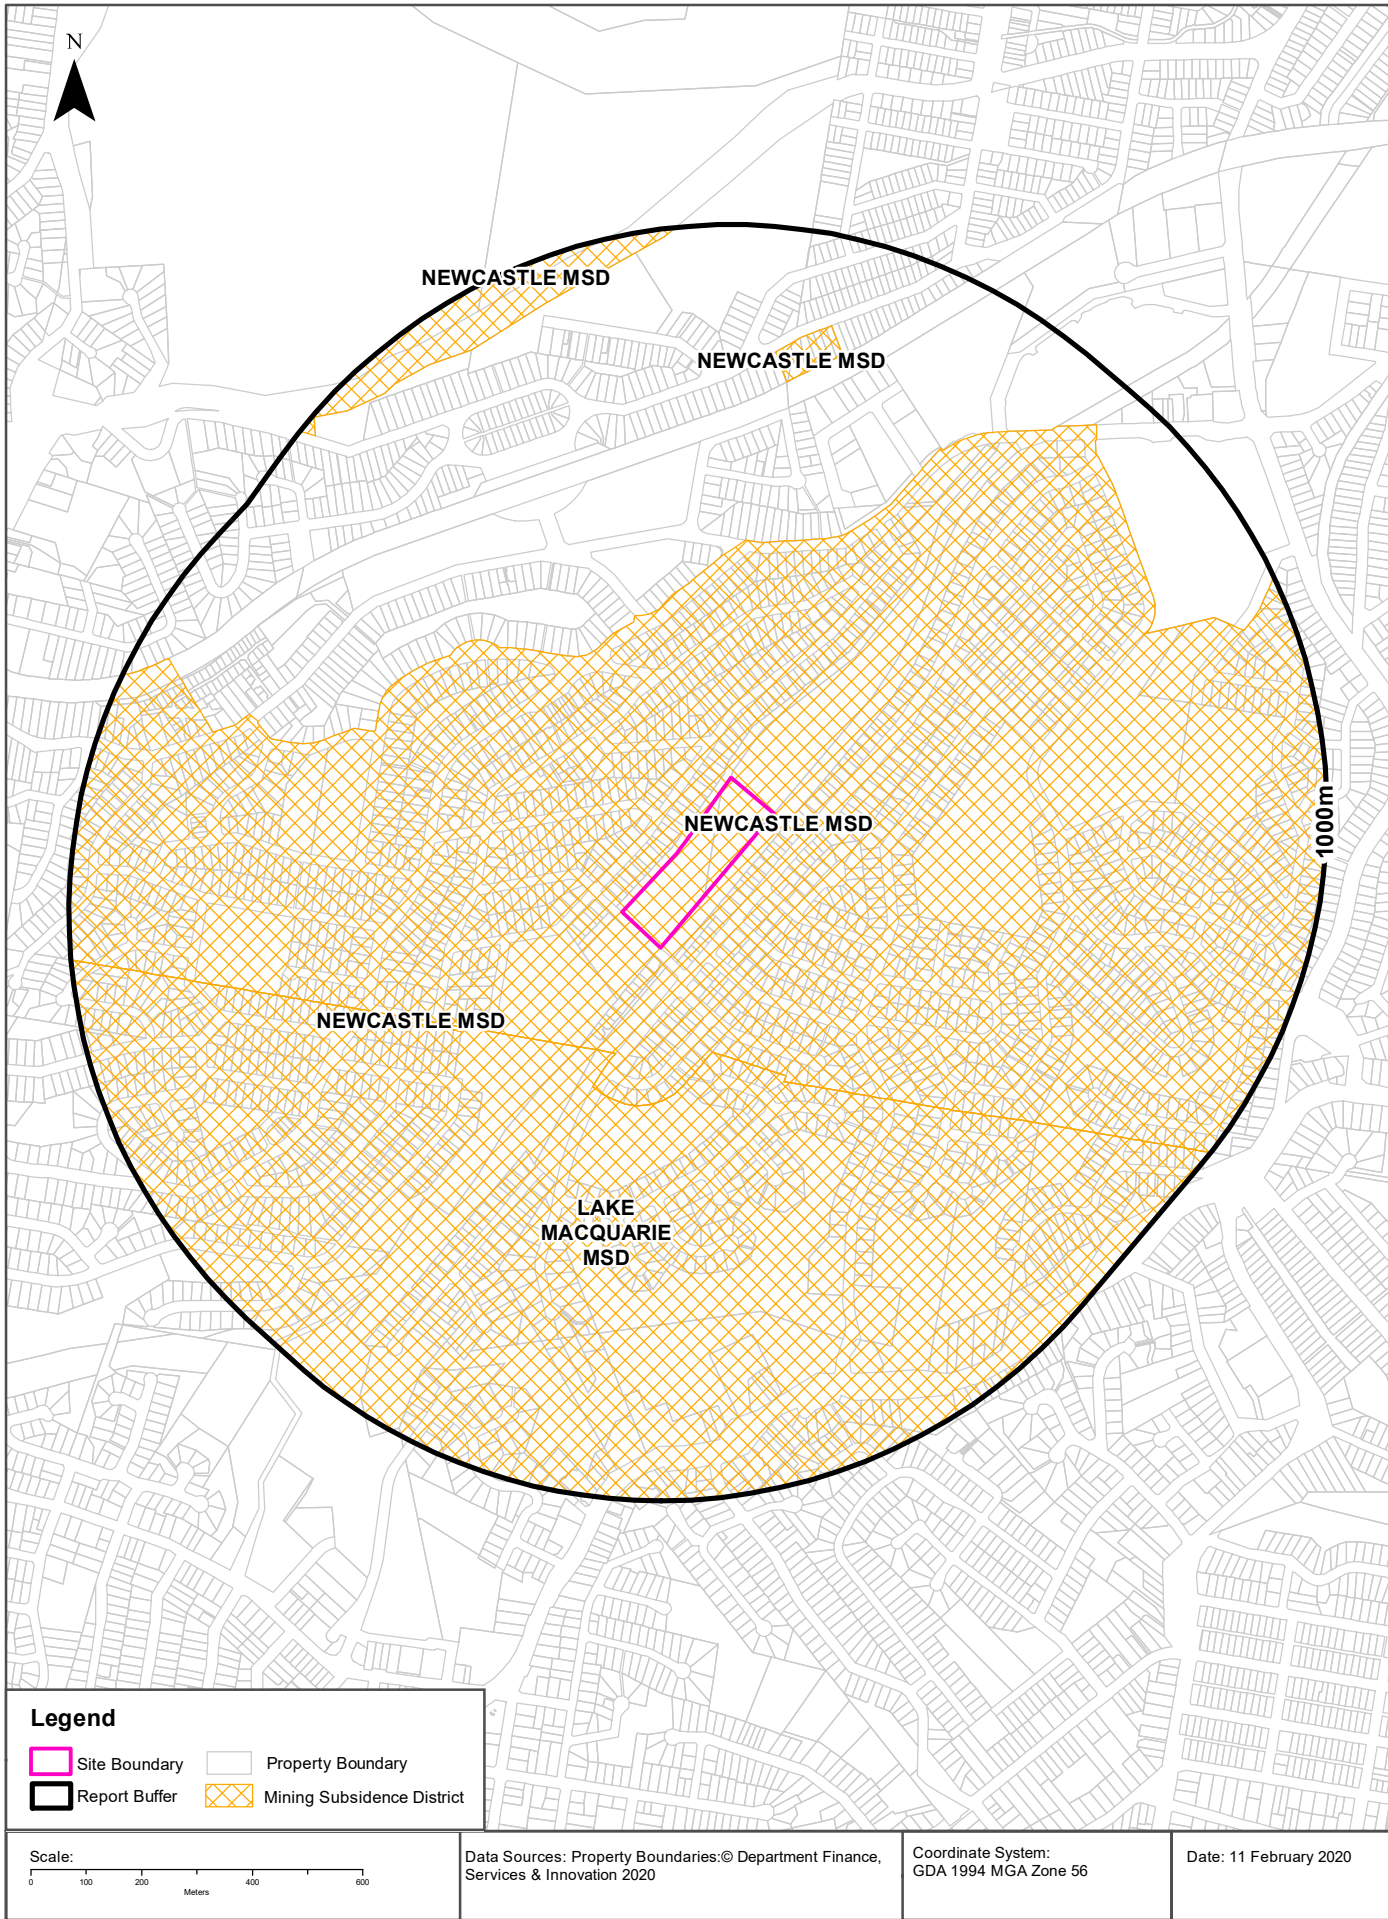 N
NEWCASTLE MSD
NEWCASTLE MSD
NEWCASTLE MSD
1000m
NEWCASTLE MSD
LAKE
MACQUARIE
MSD
Legend
Site Boundary
Property Boundary
Report Buffer
Mining Subsidence District
Scale:
0 100 200 400 600
Meters
Data Sources: Property Boundaries:© Department Finance,
Services & Innovation 2020
Coordinate System:
GDA 1994 MGA Zone 56
Date: 11 February 2020